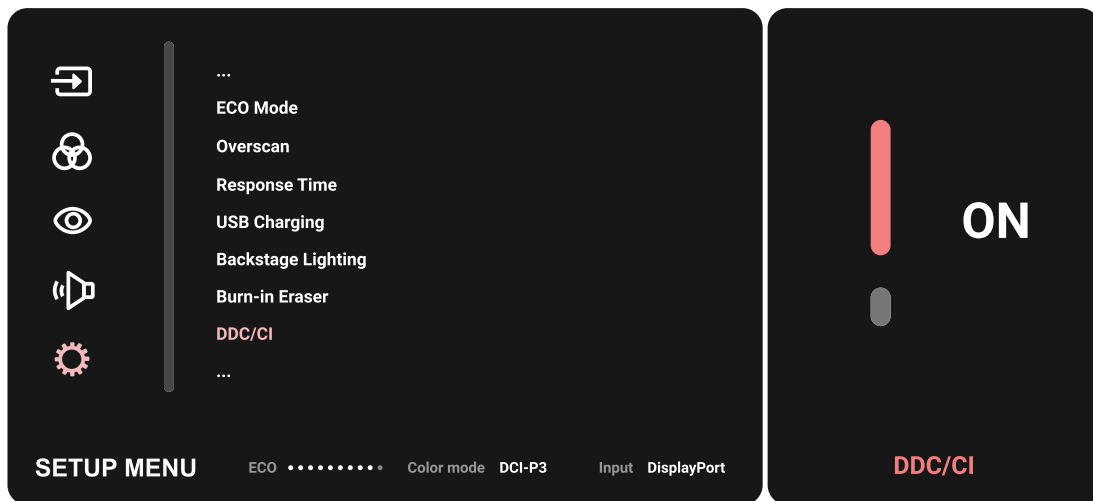 ...
ECO Mode
Overscan
Response Time
USB Charging
Backstage Lighting
Burn-in Eraser
DDC/CI
...
SETUP MENU
ECO
Color mode DCI-P3
Input DisplayPort
ON
DDC/CI